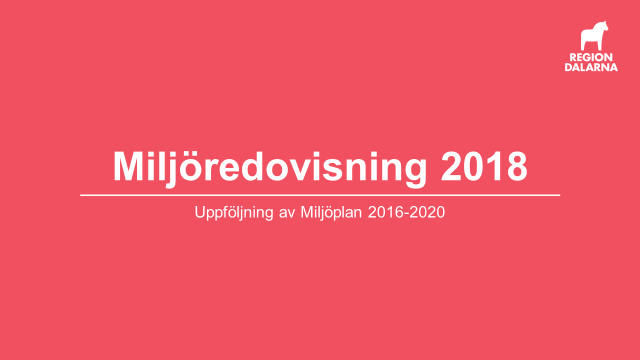 REGION
DALARNA
Miljöredovisning 2018
Uppföljning av Miljöplan 2016-2020